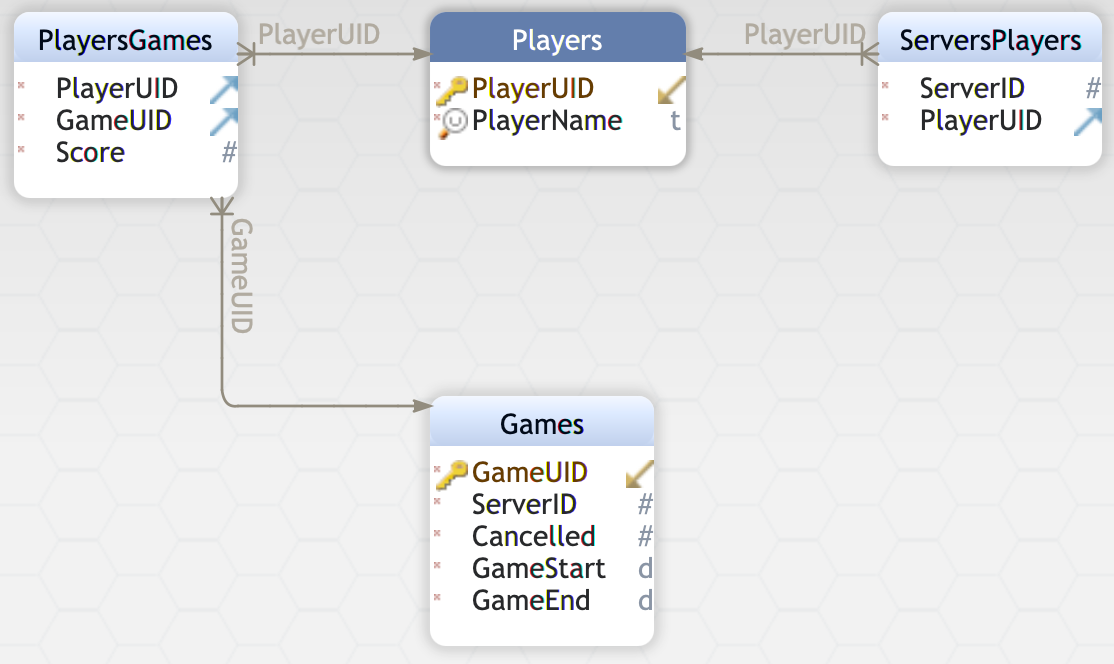 PlayersGames
PlayerUID
GameUID
Score #
PlayerUID
Players
PlayerUID
PlayerName t
PlayerUID
ServersPlayers
ServerID #
PlayerUID
GameUID
Games
GameUID
ServerID #
Cancelled #
GameStart d
GameEnd d